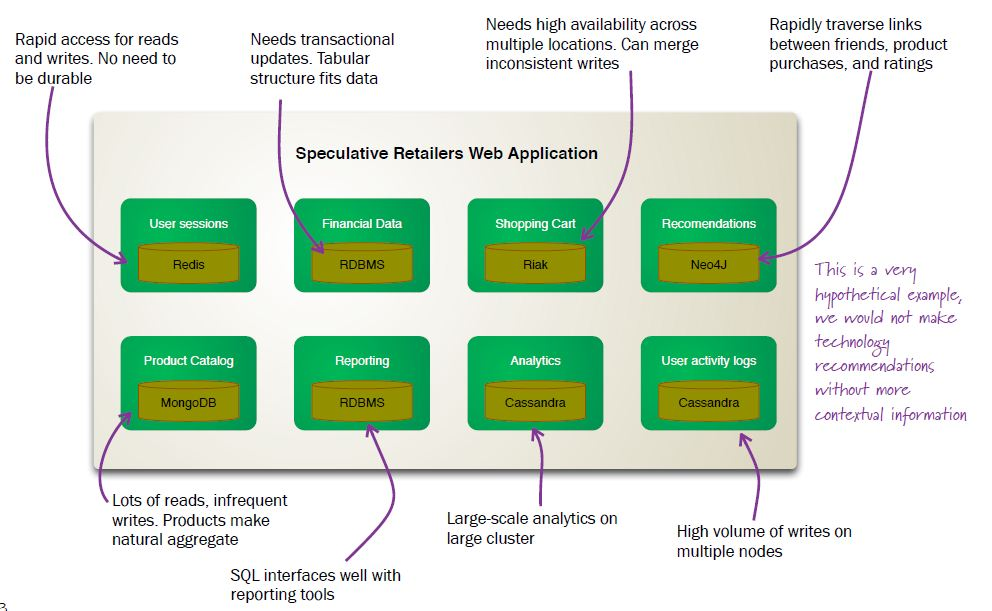 Rapid access for reads
and writes. No need to
be durable
Needs transactional
updates. Tabular
structure fits data
Needs high availability across
multiple locations. Can merge
inconsistent writes
Rapidly traverse links
between friends, product
purchases, and ratings
Speculative Retailers Web Application
User sessions
Redis
Financial Data
RDBMS
Shopping Cart
Riak
Recomendations
Neo4J
This is a very
hypothetical example,
we would not make
technology
recommendations
without more
contextual information
Product Catalog
MongoDB
Reporting
RDBMS
Analytics
Cassandra
User activity logs
Cassandra
Lots of reads, infrequent
writes. Products make
natural aggregate
SQL interfaces well with
reporting tools
Large-scale analytics on
large cluster
High volume of writes on
multiple nodes